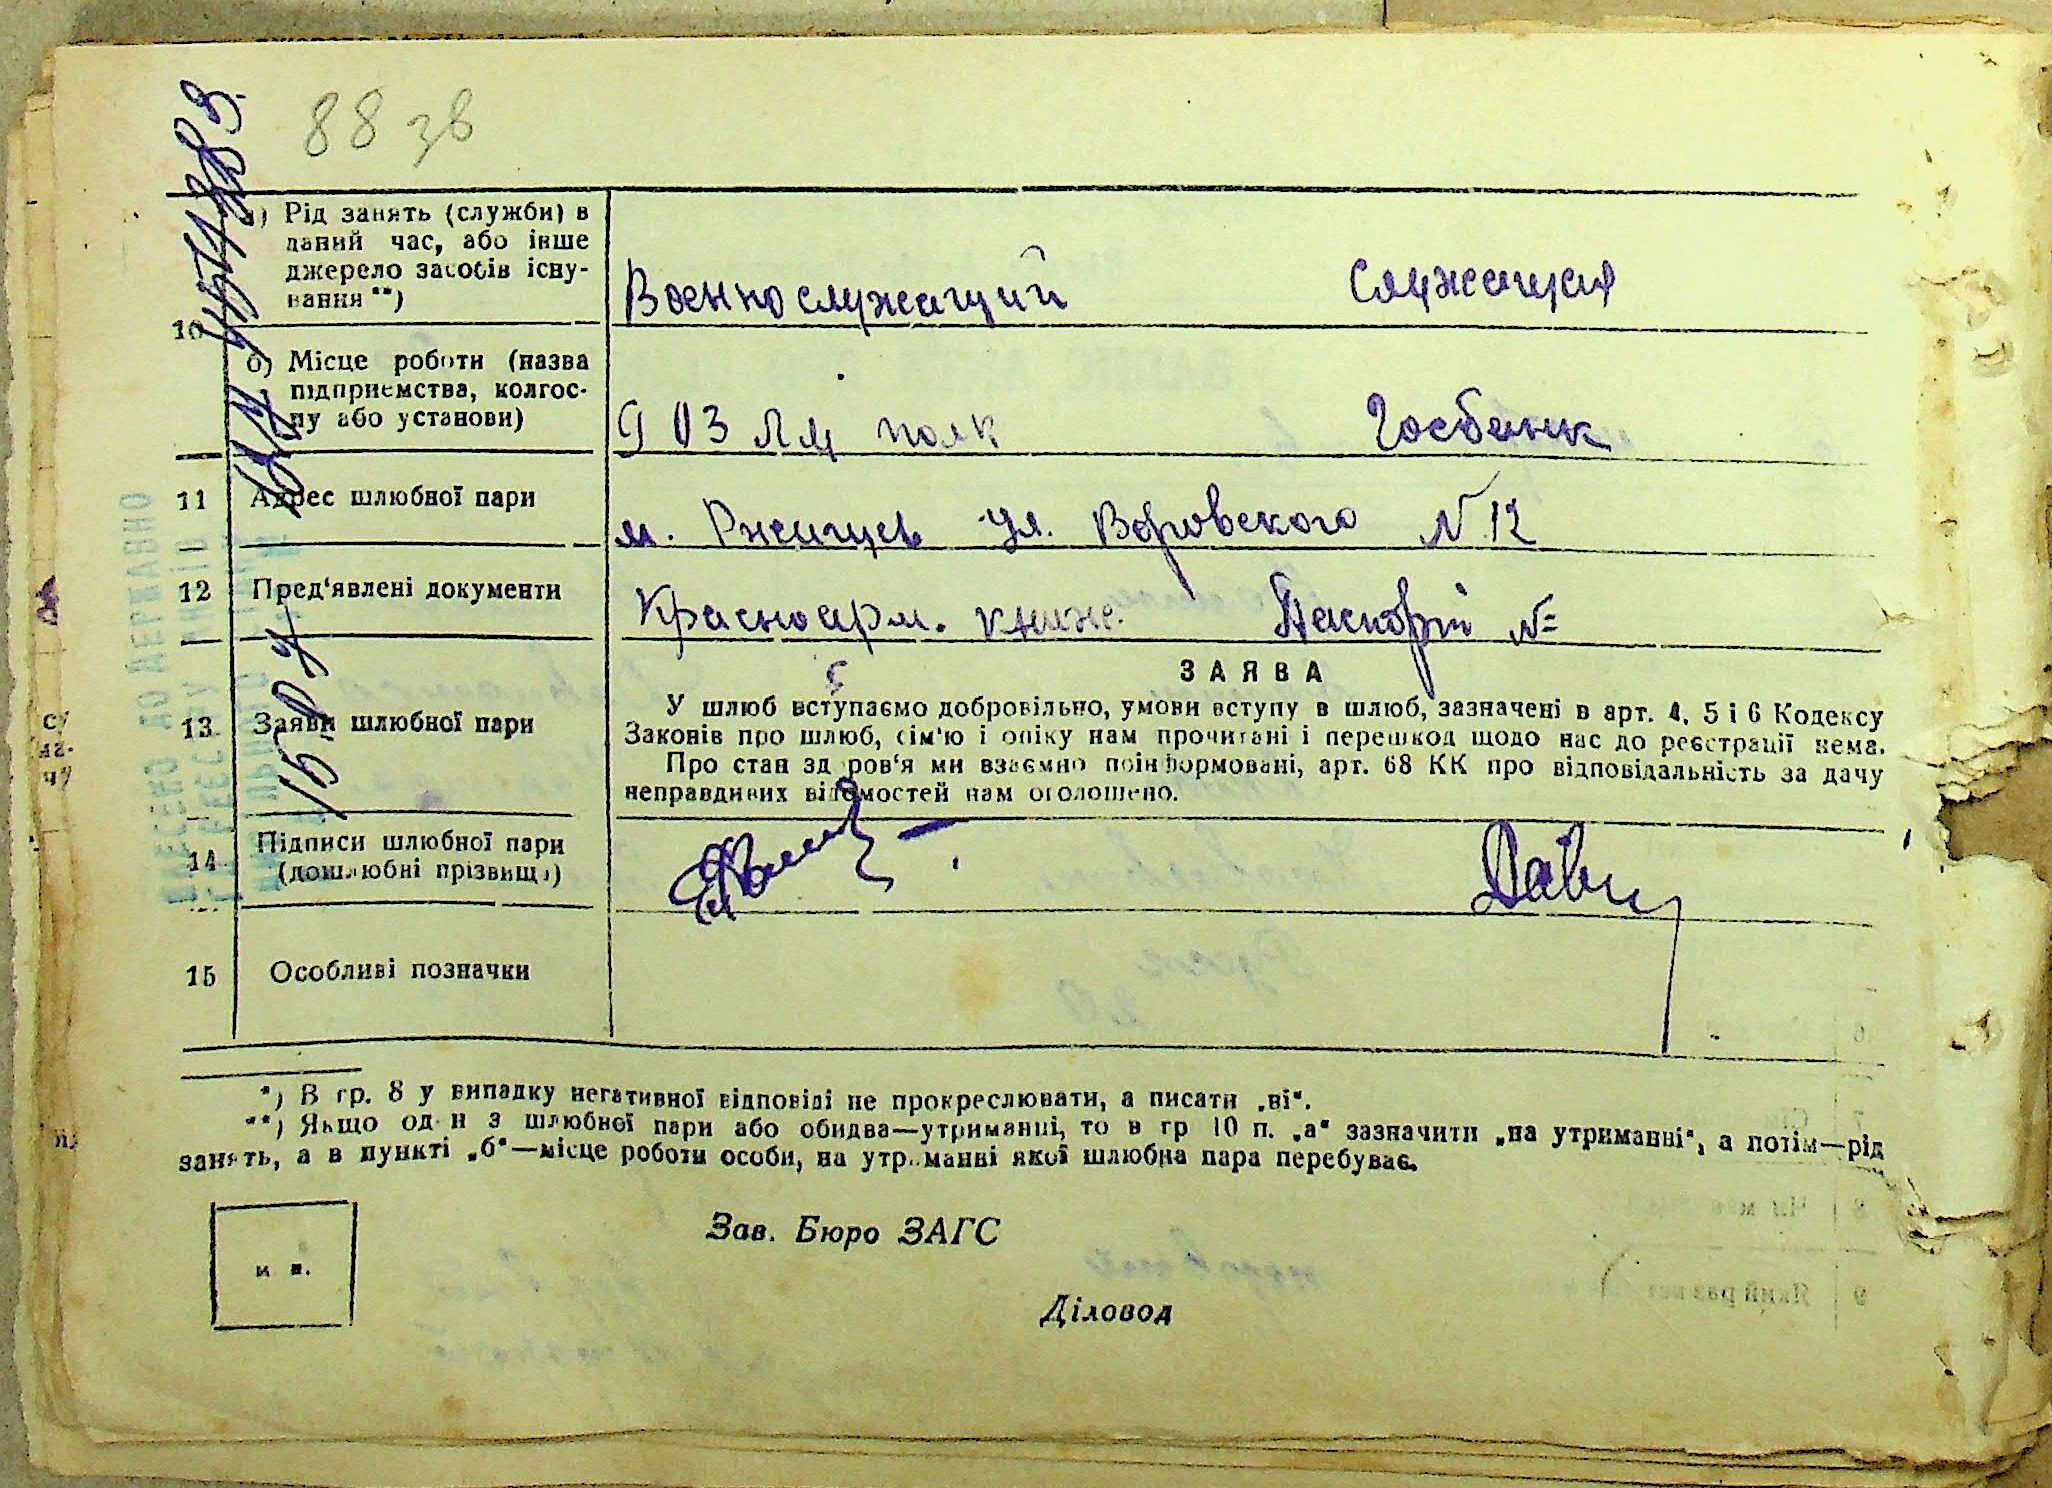 88 зв
а) Рід занять (служби) в
даний час, або інше
джерело засобів існу-
вання **)
Военнослужащий Служащая
10
б) Місце роботи (назва
підприємства, колгос-
пу або установи)
903 полк Госбанк
11 Адрес шлюбної пари
м. Ржищев ул. Воровского № 12
12 Пред'явлені документи
Красноарм. книж. Паспорт №
ЗАЯВА
13 Заяви шлюбної пари
У шлюб вступаємо добровільно, умови вступу в шлюб, зазначені в арт. 4, 5 і 6 Кодексу
Законів про шлюб, сім'ю і опіку нам прочитані і перешкод щодо нас до реєстрації нема.
Про стан здоров'я ми взаємно поінформовані, арт. 68 КК про відповідальність за дачу
неправдивих відомостей нам оголошено.
14 Підписи шлюбної пари
(дошлюбні прізвища)
15 Особливі позначки
*) В гр. 8 у випадку негативної відповіді не прокреслювати, а писати „ні“.
**) Якщо один з шлюбної пари або обидва—утриманні, то в гр 10 п. „а“ зазначити „на утриманні“, а потім—рід
занять, а в пункті „б“—місце роботи особи, на утриманні якої шлюбна пара перебуває.
Зав. Бюро ЗАГС
Діловод